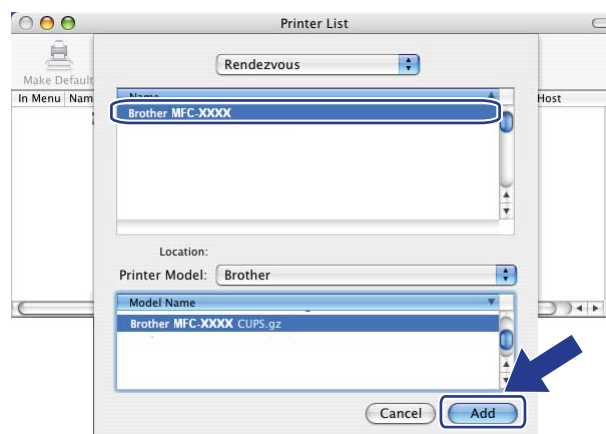 Printer List
Rendezvous
Make Default
In Menu Nam Host
Name
Brother MFC-XXXX
Location:
Printer Model: Brother
Model Name
Brother MFC-XXXX CUPS.gz
Cancel Add